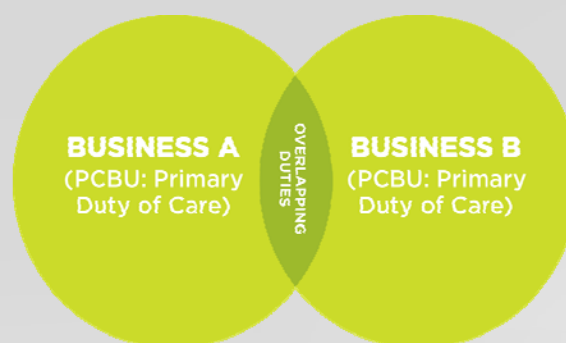 BUSINESS A
(PCBU: Primary
Duty of Care)
OVERLAPPING
DUTIES
BUSINESS B
(PCBU: Primary
Duty of Care)